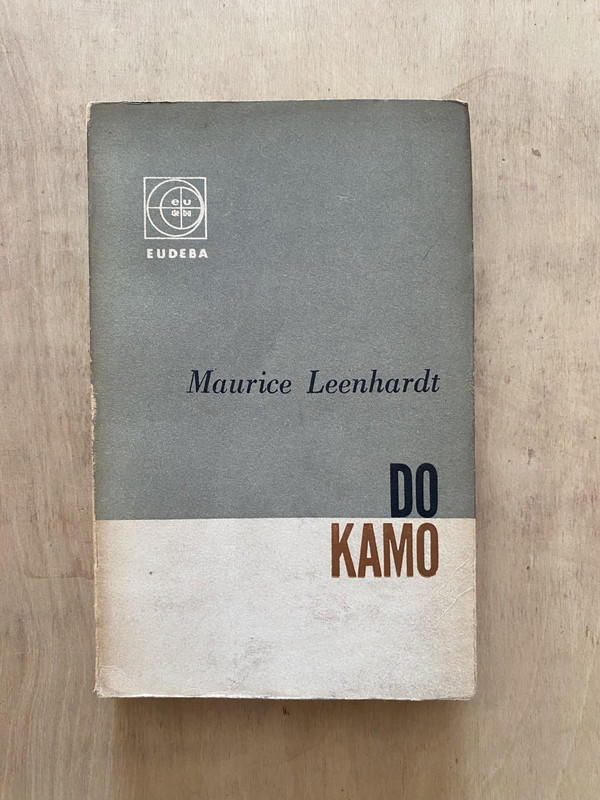 eu
de ba
EUDEBA
Maurice Leenhardt
DO
KAMO